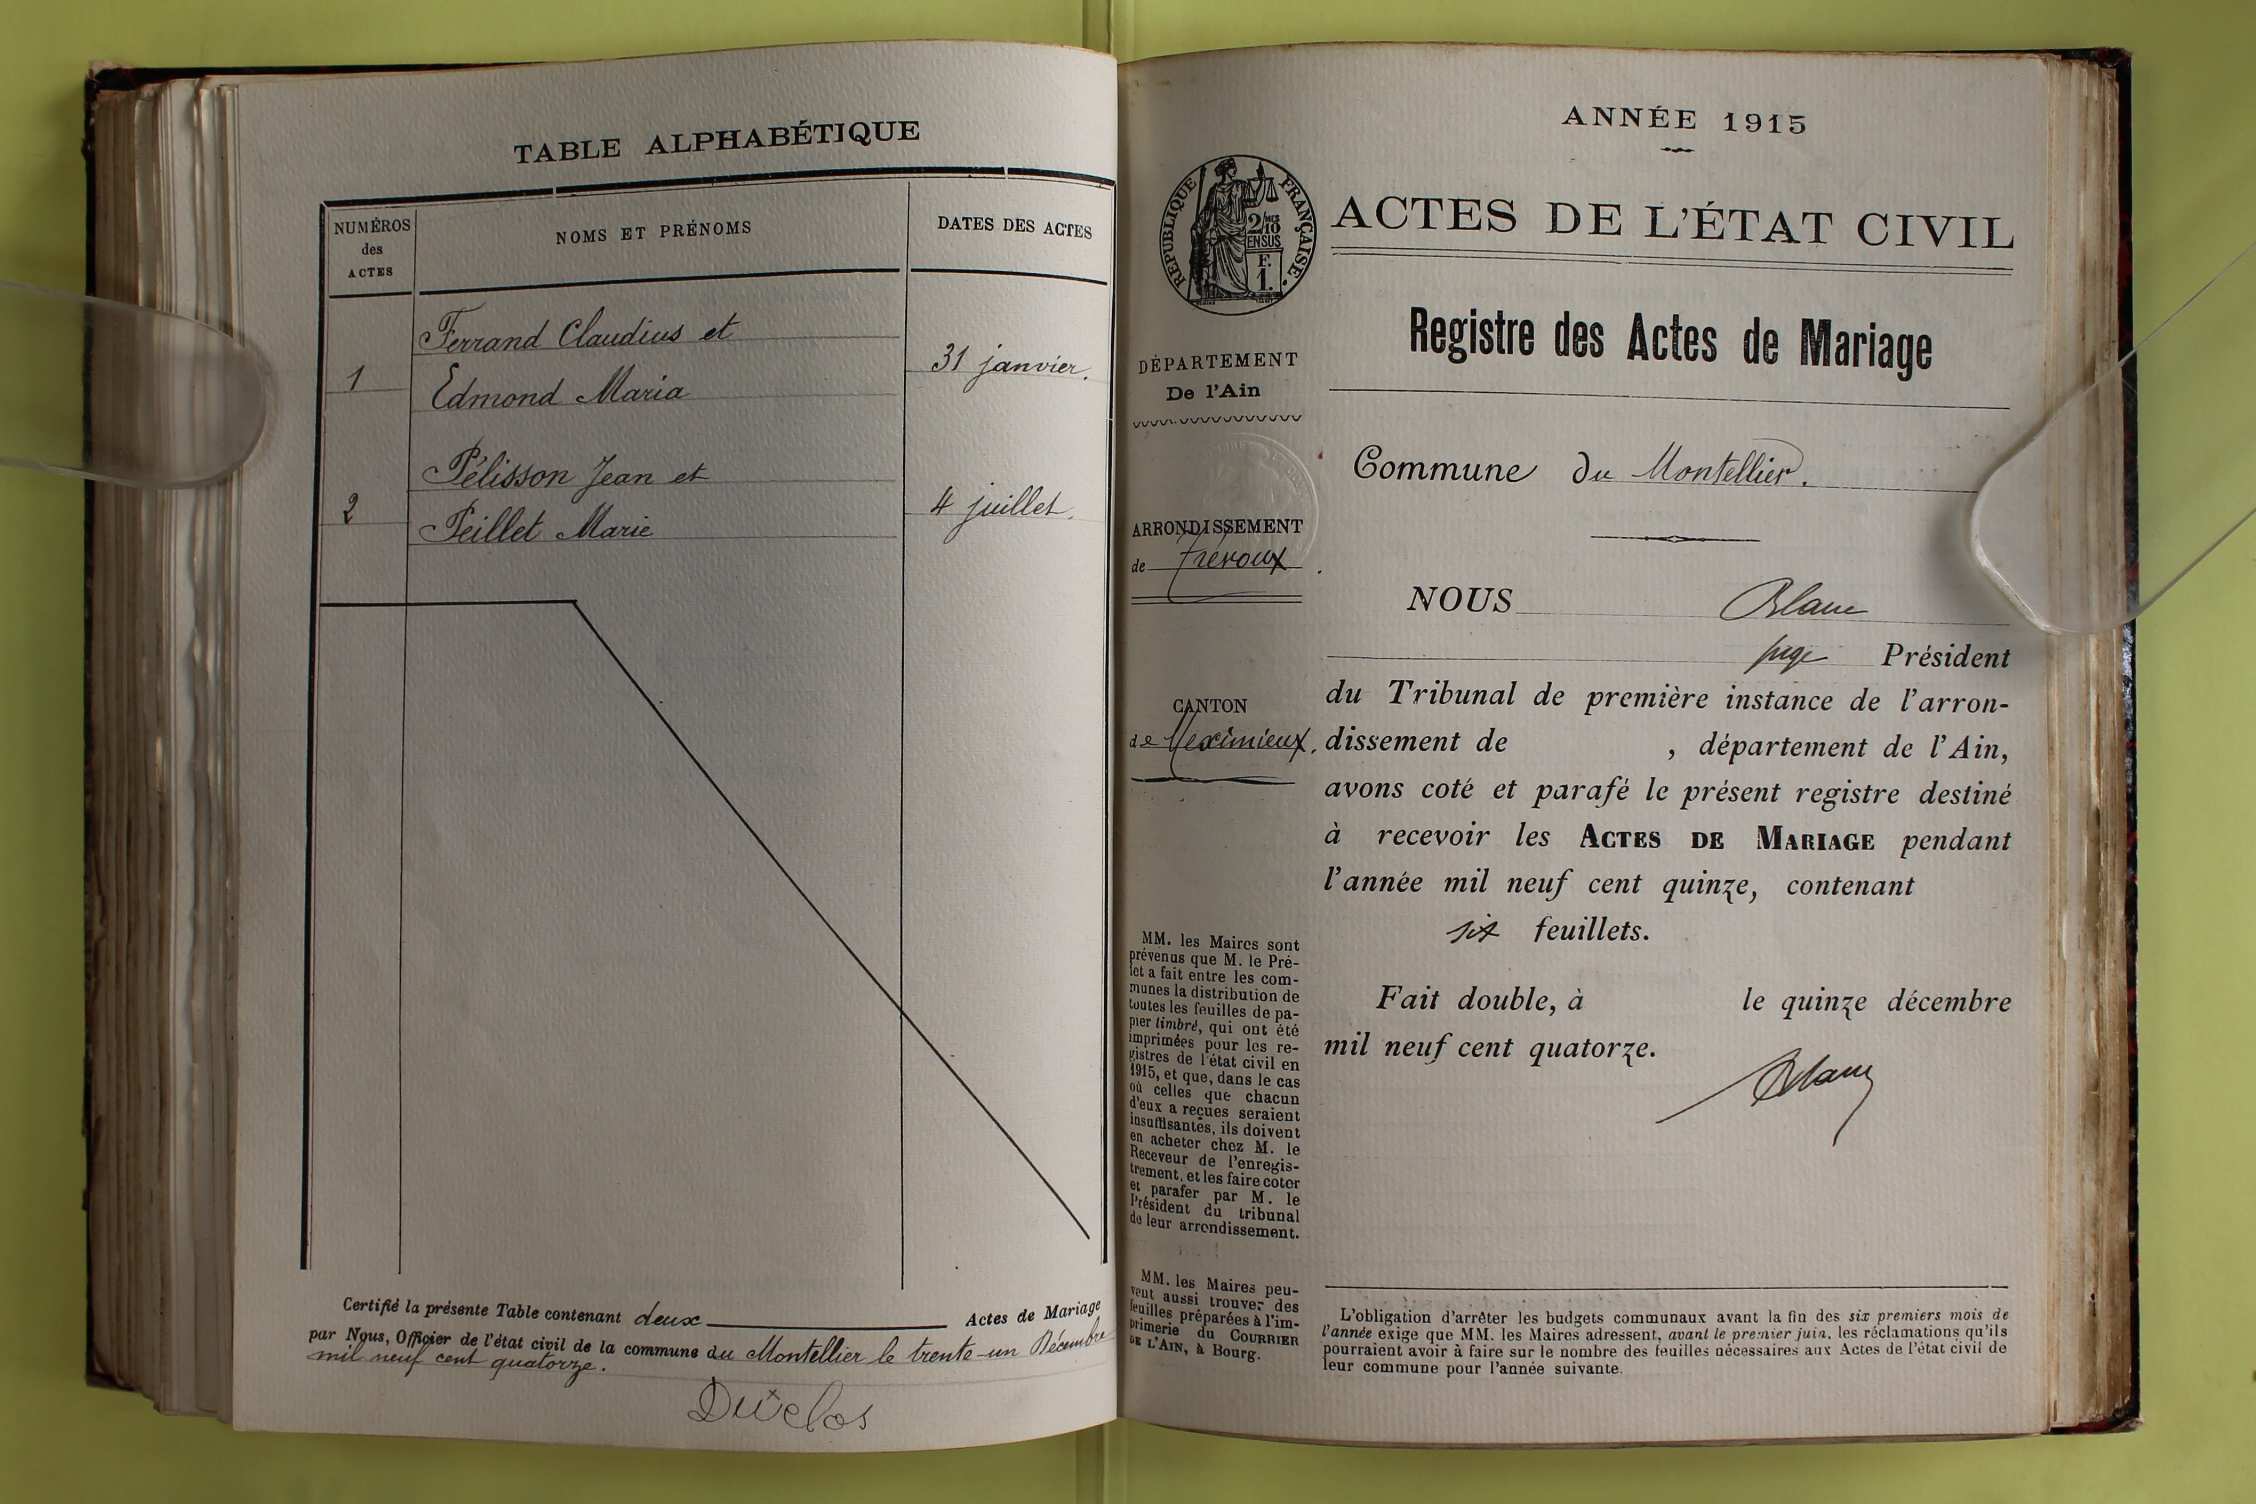 TABLE ALPHABÉTIQUE
NUMÉROS
des
ACTES
NOMS ET PRÉNOMS
DATES DES ACTES
Ferrand Claudius et
1
31 janvier.
Edmond Maria
Pélisson Jean et
2
4 juillet.
Peillet Marie
Certifié la présente Table contenant deux Actes de Mariage
par Nous, Officier de l'état civil de la commune du Montellier le trente-un Décembre
mil neuf cent quatorze.
Duclos
ANNÉE 1915
RÉPUBLIQUE FRANÇAISE.
2/10
EN SUS
F.
1.
ACTES DE L'ÉTAT CIVIL
Registre des Actes de Mariage
DÉPARTEMENT
De l'Ain
Commune du Montellier.
ARRONDISSEMENT
de Trévoux
NOUS Blanc
juge Président
CANTON
de Meximieux.
du Tribunal de première instance de l'arron-
dissement de , département de l'Ain,
avons coté et parafé le présent registre destiné
à recevoir les ACTES DE MARIAGE pendant
l'année mil neuf cent quinze, contenant
six feuillets.
Fait double, à le quinze décembre
mil neuf cent quatorze.
Blanc
MM. les Maires sont
prévenus que M. le Pré-
fet a fait entre les com-
munes la distribution de
toutes les feuilles de pa-
pier timbré, qui ont été
imprimées pour les re-
gistres de l'état civil en
1915, et que, dans le cas
où celles que chacun
d'eux a reçues seraient
insuffisantes, ils doivent
en acheter chez M. le
Receveur de l'enregis-
trement, et les faire coter
et parafer par M. le
Président du tribunal
de leur arrondissement.
MM. les Maires peu-
vent aussi trouver des
feuilles préparées à l'im-
primerie du COURRIER
DE L'AIN, à Bourg.
L'obligation d'arrêter les budgets communaux avant la fin des six premiers mois de
l'année exige que MM. les Maires adressent, avant le premier juin, les réclamations qu'ils
pourraient avoir à faire sur le nombre des feuilles nécessaires aux Actes de l'état civil de
leur commune pour l'année suivante.